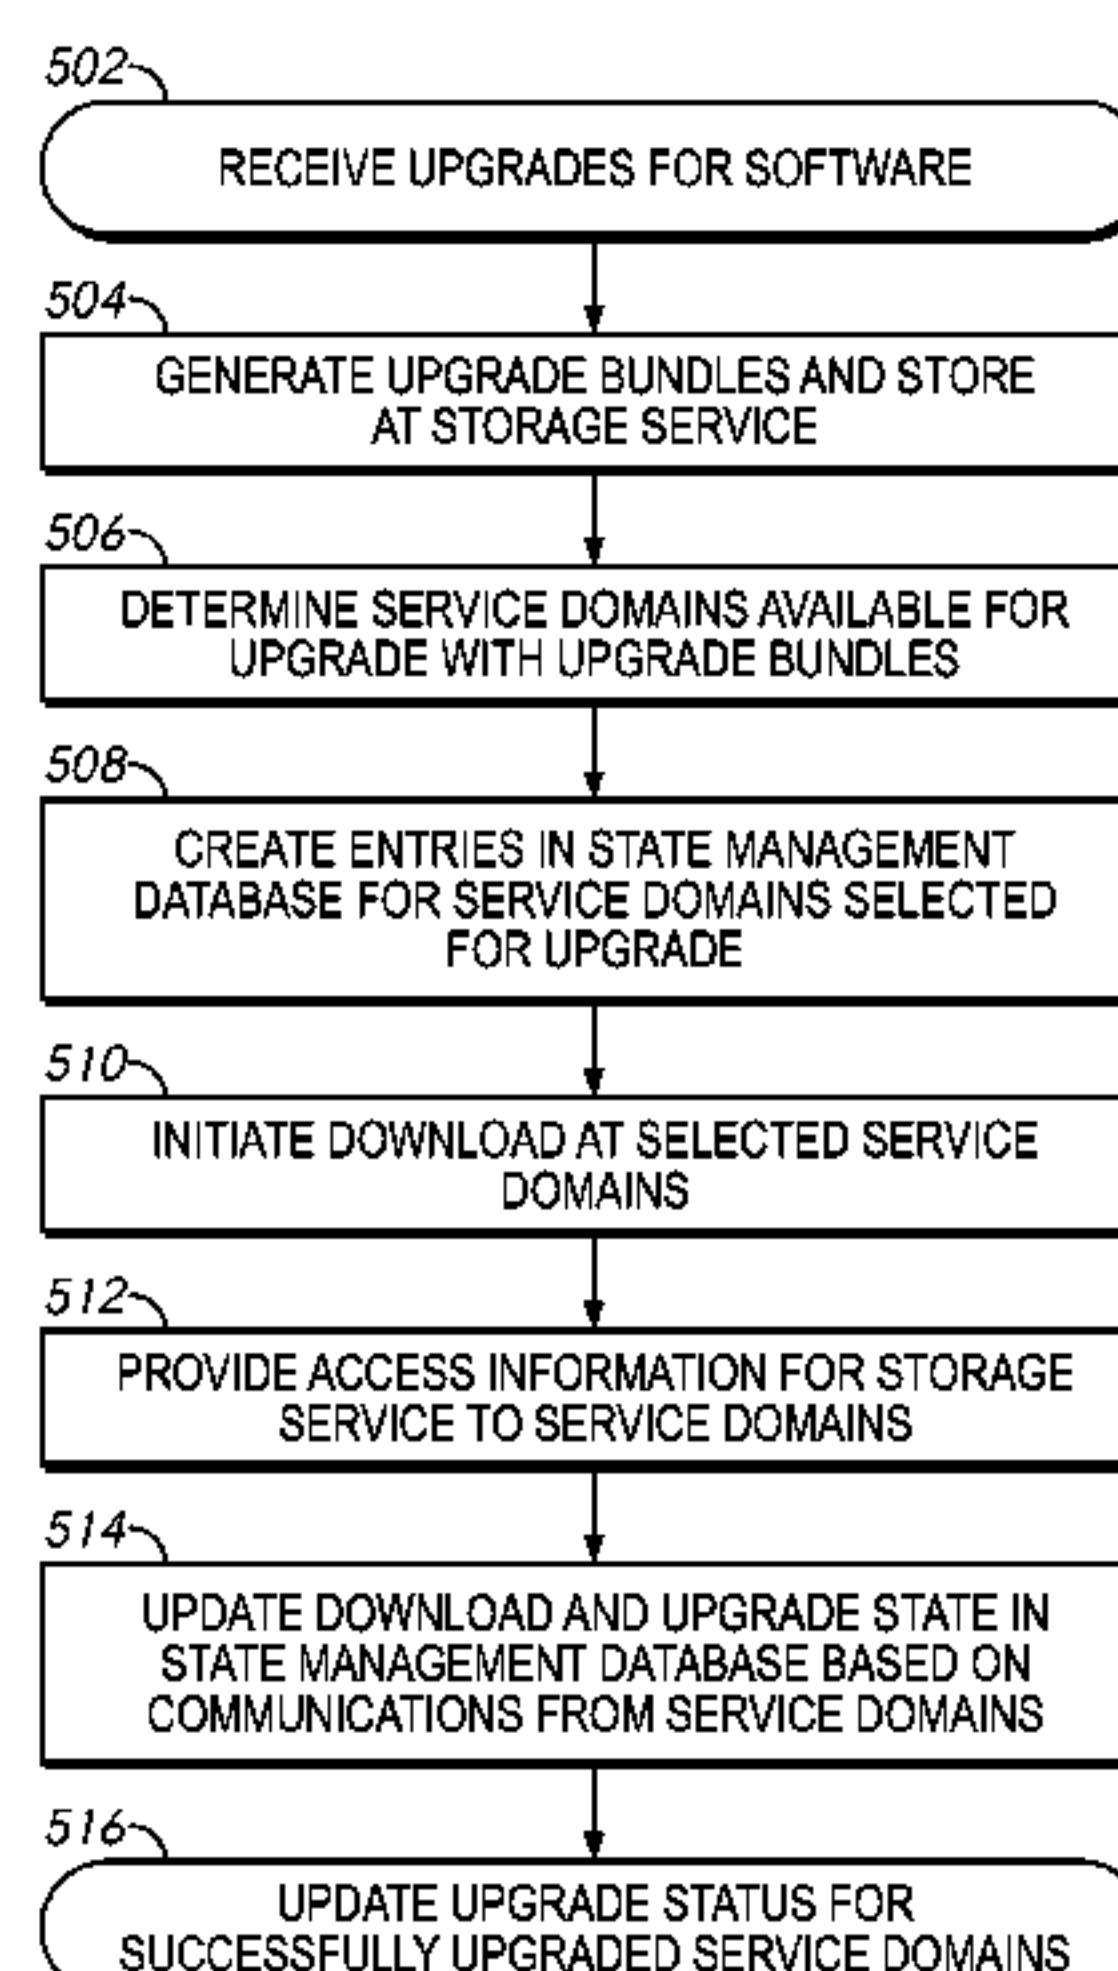 502
RECEIVE UPGRADES FOR SOFTWARE
504
GENERATE UPGRADE BUNDLES AND STORE
AT STORAGE SERVICE
506
DETERMINE SERVICE DOMAINS AVAILABLE FOR
UPGRADE WITH UPGRADE BUNDLES
508
CREATE ENTRIES IN STATE MANAGEMENT
DATABASE FOR SERVICE DOMAINS SELECTED
FOR UPGRADE
510
INITIATE DOWNLOAD AT SELECTED SERVICE
DOMAINS
512
PROVIDE ACCESS INFORMATION FOR STORAGE
SERVICE TO SERVICE DOMAINS
514
UPDATE DOWNLOAD AND UPGRADE STATE IN
STATE MANAGEMENT DATABASE BASED ON
COMMUNICATIONS FROM SERVICE DOMAINS
516
UPDATE UPGRADE STATUS FOR
SUCCESSFULLY UPGRADED SERVICE DOMAINS